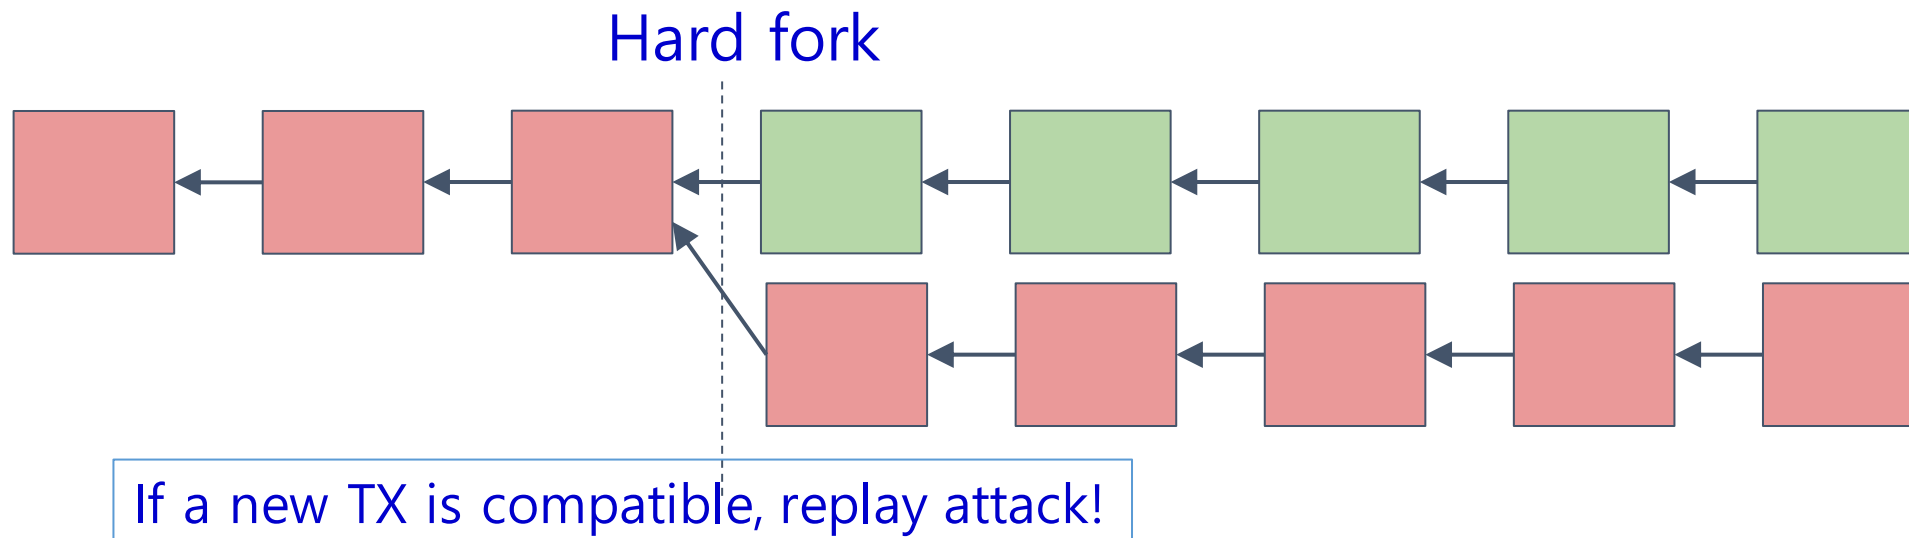 Hard fork
If a new TX is compatible, replay attack!